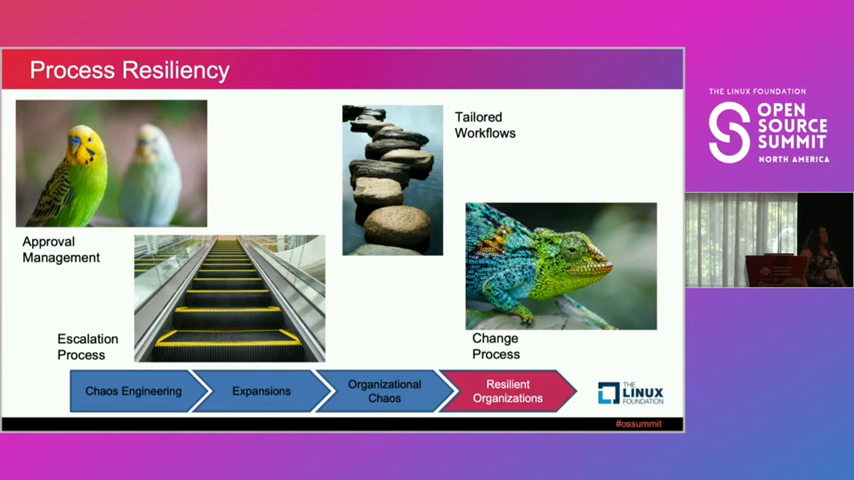 Process Resiliency
Tailored
Workflows
Approval
Management
Escalation
Process
Change
Process
Chaos Engineering
Expansions
Organizational
Chaos
Resilient
Organizations
THE
LINUX
FOUNDATION
#ossummit
THE LINUX FOUNDATION
OPEN
SOURCE
SUMMIT
NORTH AMERICA